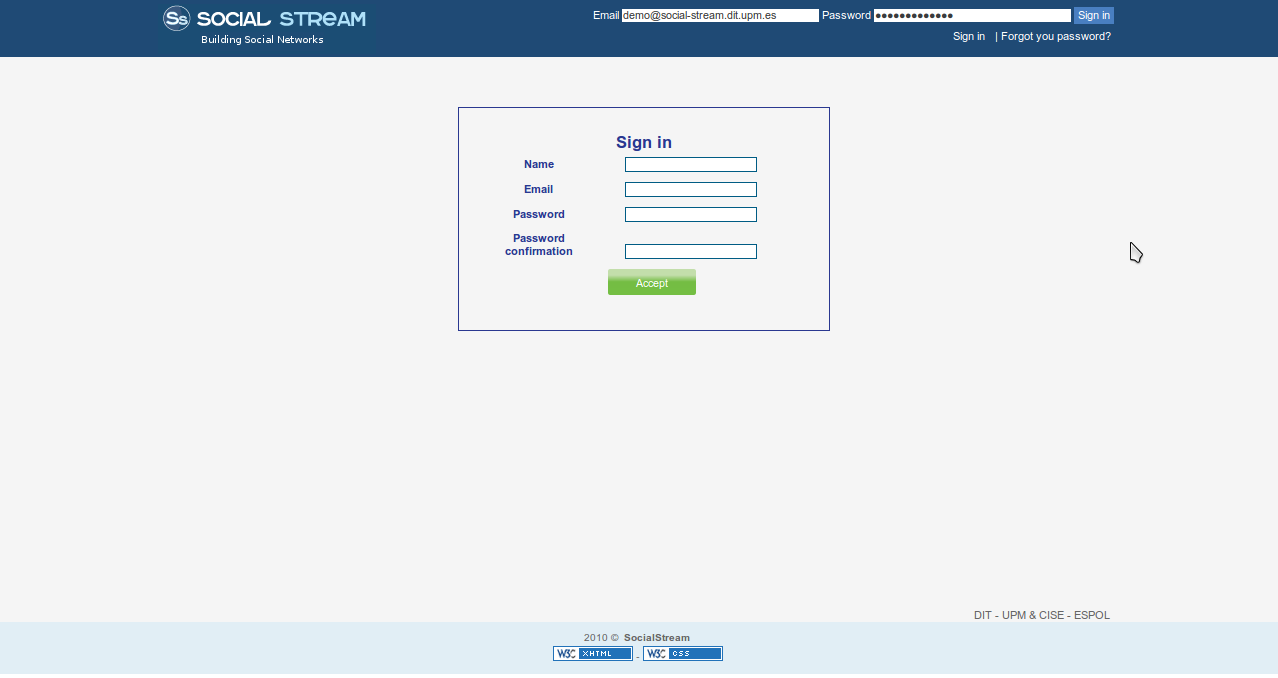 Ss SOCIAL STREAM
Building Social Networks
Email demo@social-stream.dit.upm.es Password ●●●●●●●●●●●●● Sign in
Sign in | Forgot you password?
Sign in
Name
Email
Password
Password
confirmation
Accept
DIT - UPM & CISE - ESPOL
2010 © SocialStream
W3C XHTML - W3C CSS